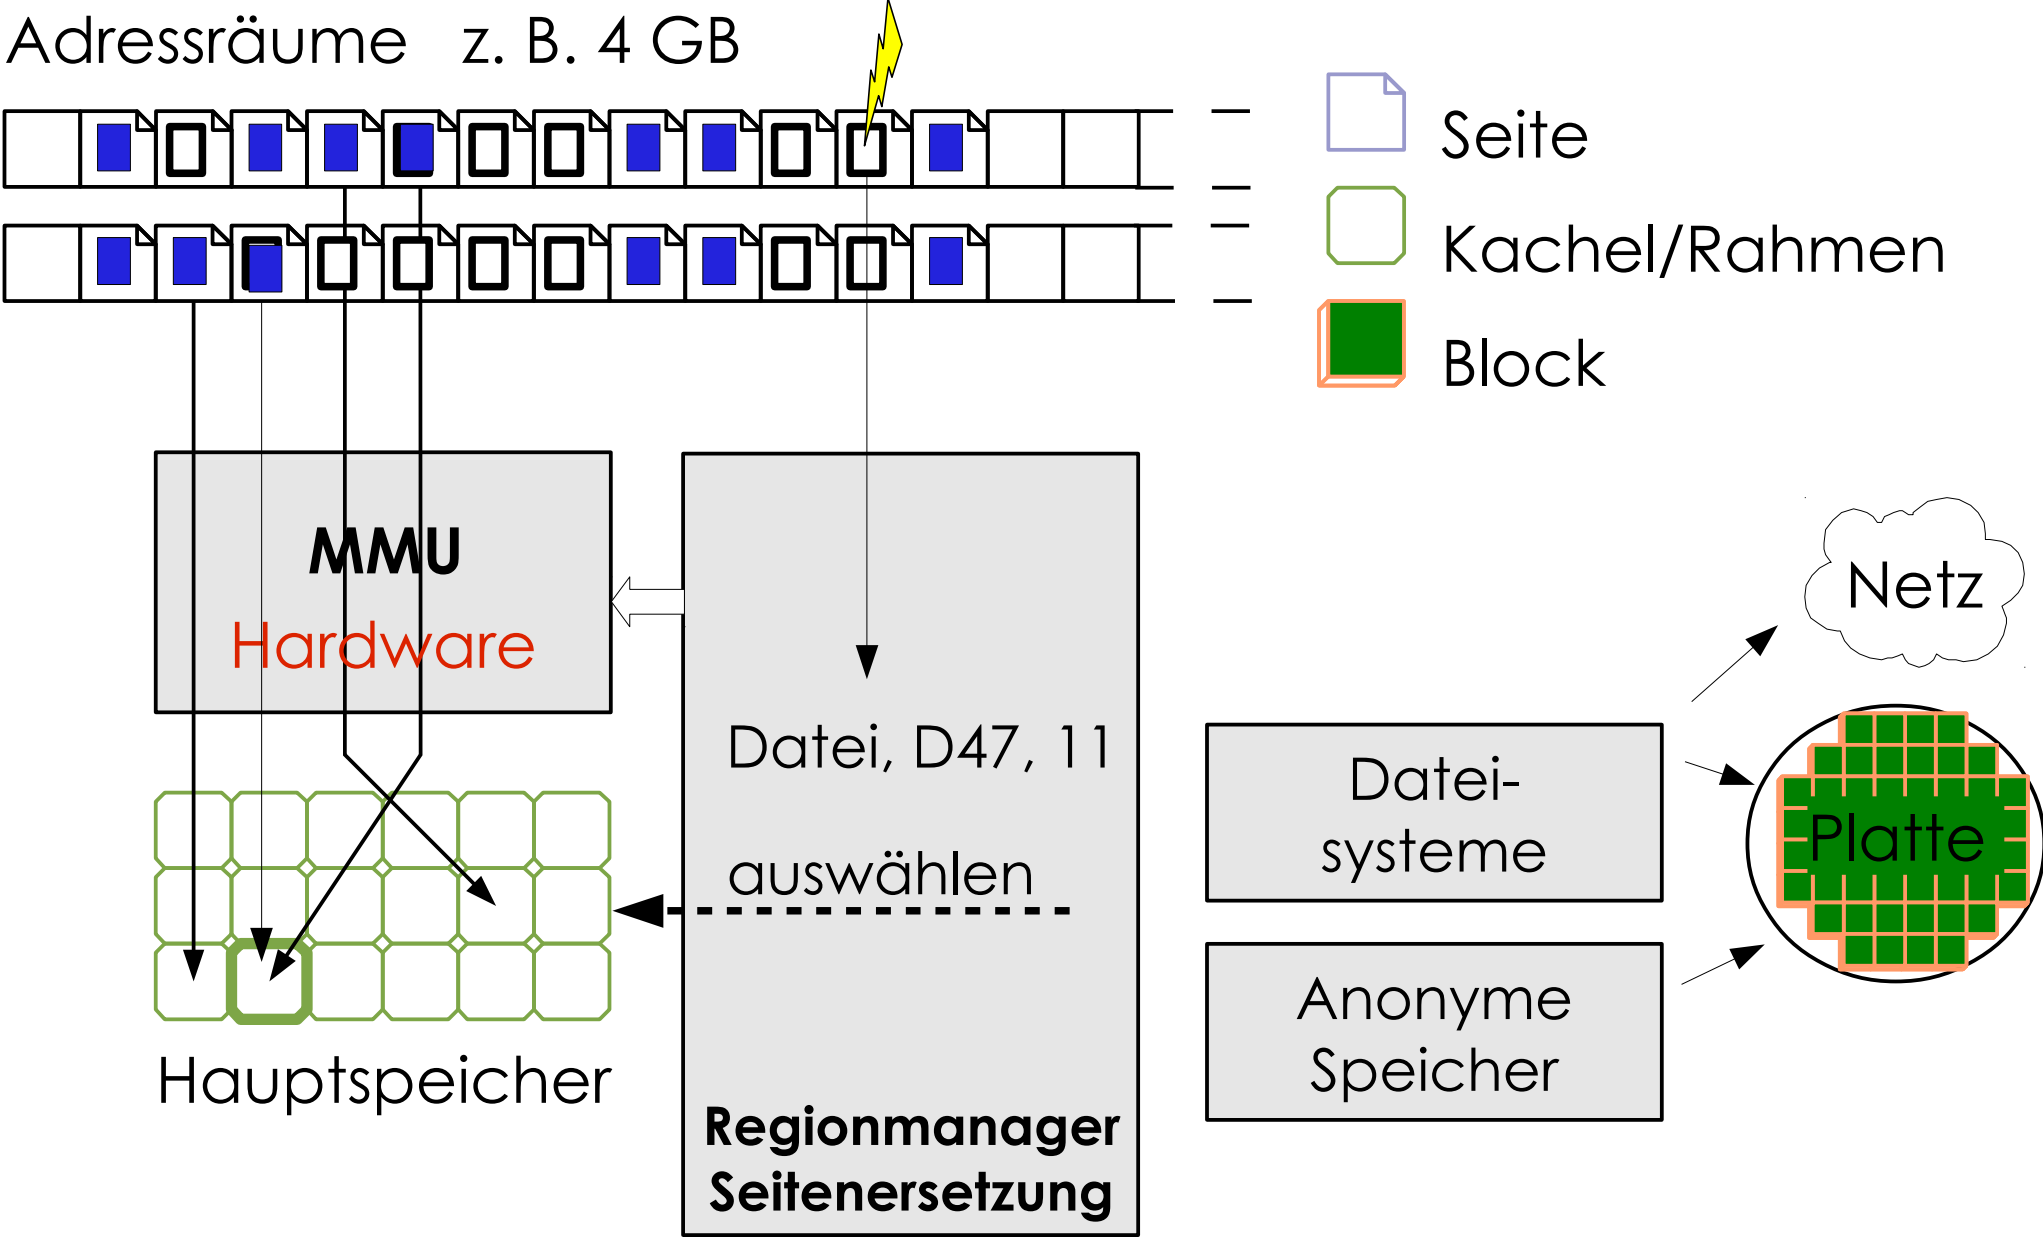 Adressräume z. B. 4 GB
Seite
Kachel/Rahmen
Block
MMU
Hardware
Netz
Datei, D47, 11
Datei-
systeme
Platte
auswählen
Anonyme
Speicher
Hauptspeicher
Regionmanager
Seitenersetzung